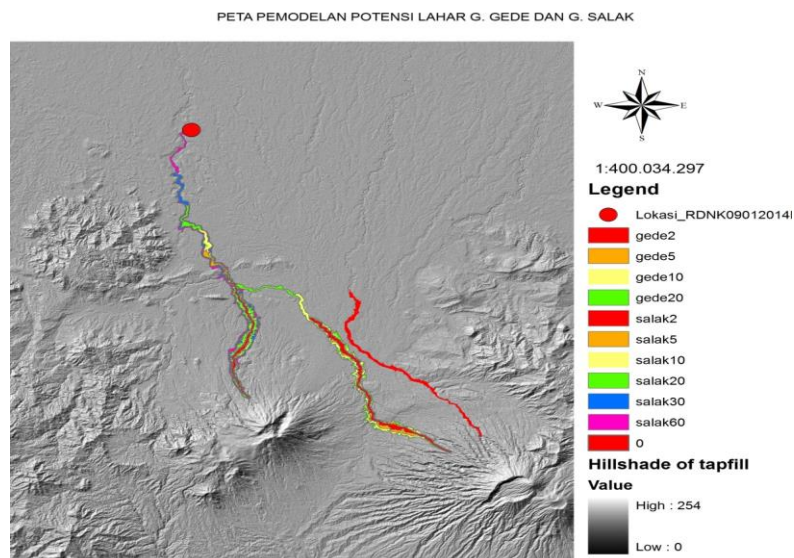 PETA PEMODELAN POTENSI LAHAR G. GEDE DAN G. SALAK
N
W E
S
1:400.034.297
Legend
Lokasi_RDNK09012014
gede2
gede5
gede10
gede20
salak2
salak5
salak10
salak20
salak30
salak60
0
Hillshade of tapfill
Value
High : 254
Low : 0